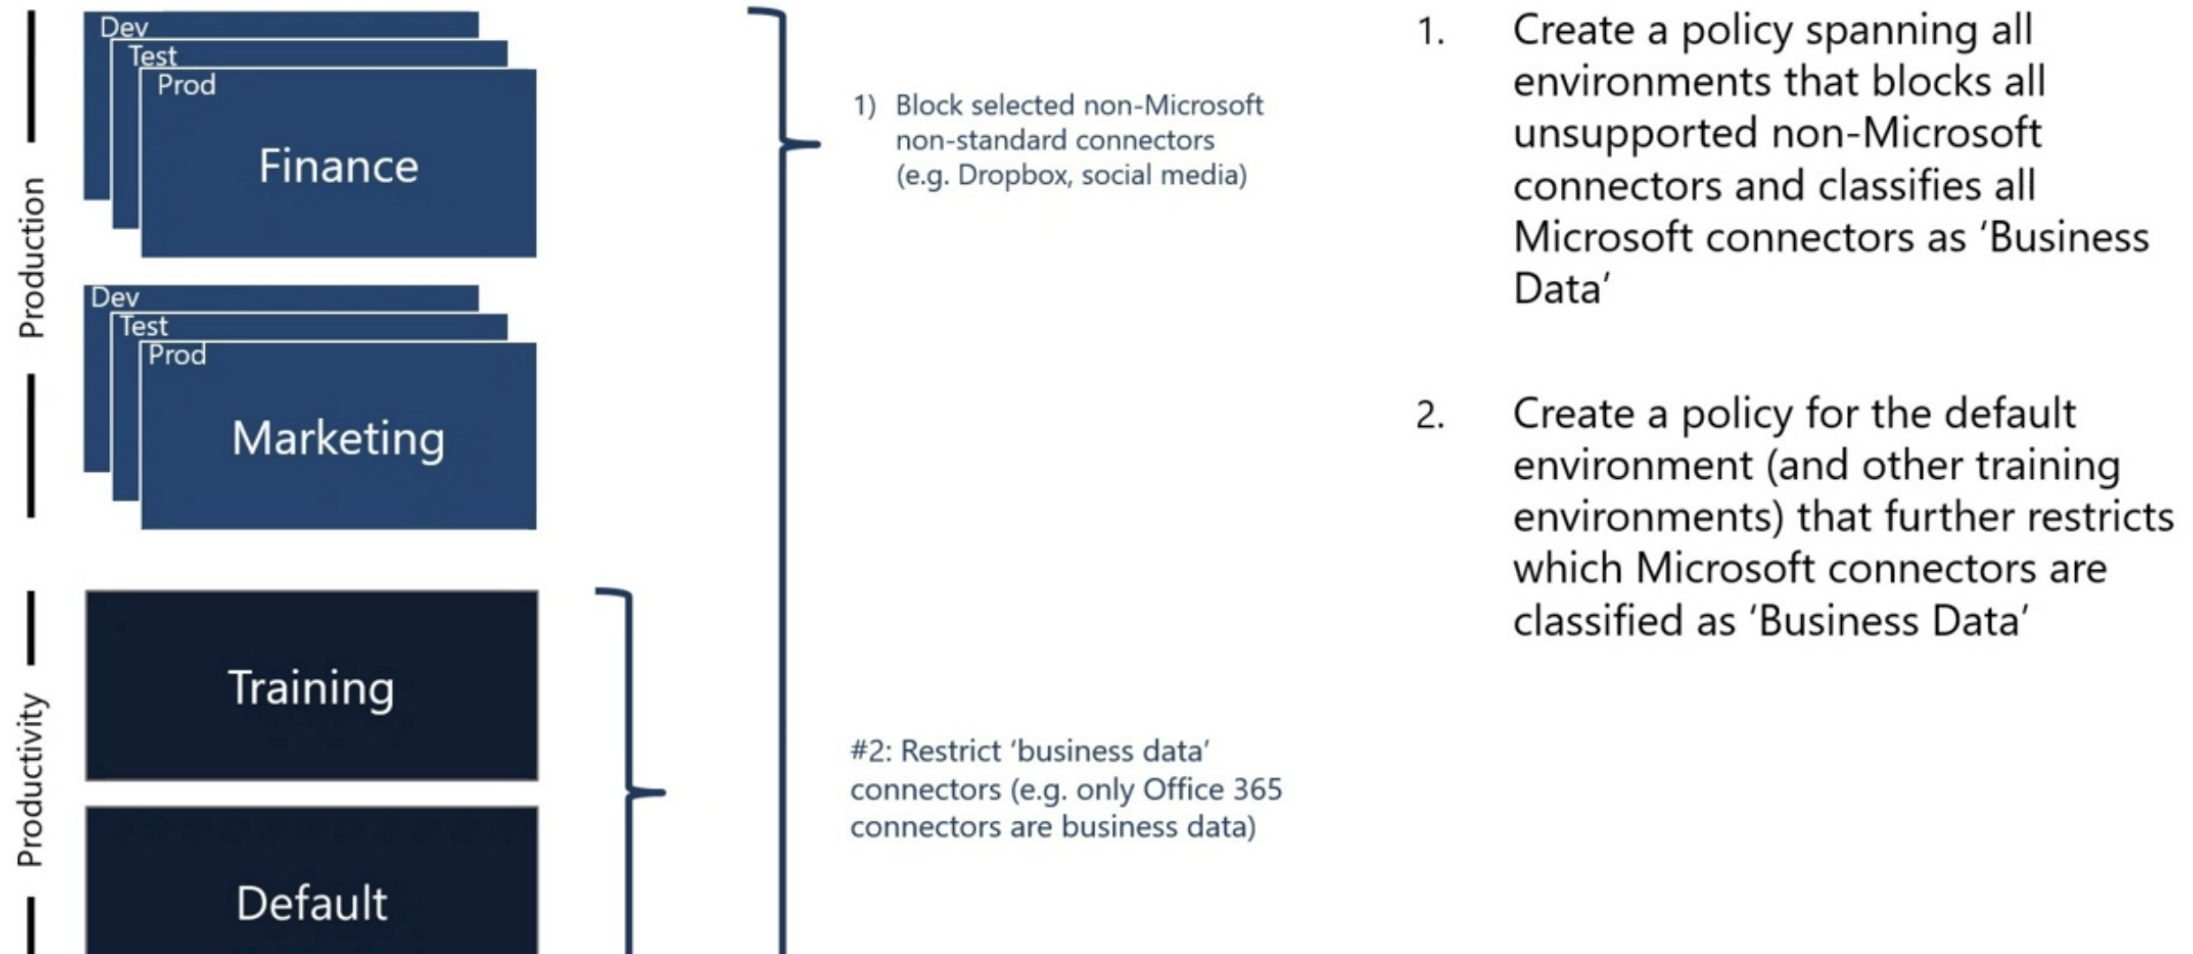 Production
Dev
Test
Prod
Finance
Dev
Test
Prod
Marketing
Productivity
Training
Default
1) Block selected non-Microsoft
non-standard connectors
(e.g. Dropbox, social media)
#2: Restrict ‘business data’
connectors (e.g. only Office 365
connectors are business data)
1. Create a policy spanning all
environments that blocks all
unsupported non-Microsoft
connectors and classifies all
Microsoft connectors as ‘Business
Data’
2. Create a policy for the default
environment (and other training
environments) that further restricts
which Microsoft connectors are
classified as ‘Business Data’